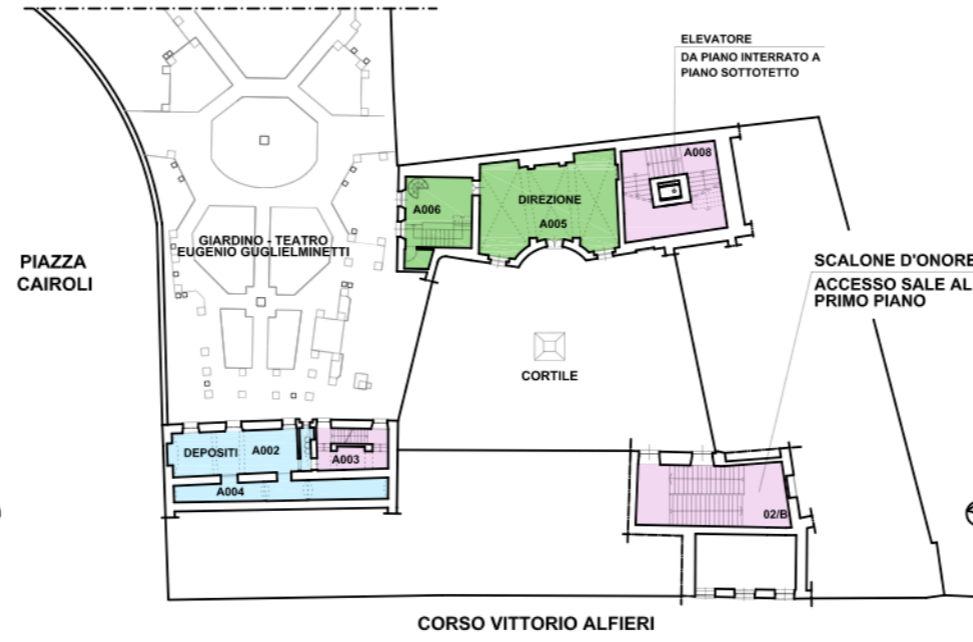 ELEVATORE
DA PIANO INTERRATO A
PIANO SOTTOTETTO
A008
DIREZIONE
A005
A006
GIARDINO - TEATRO
EUGENIO GUGLIELMINETTI
PIAZZA
CAIROLI
SCALONE D'ONORE
ACCESSO SALE AL
PRIMO PIANO
CORTILE
DEPOSITI
A002
A003
A004
02/B
CORSO VITTORIO ALFIERI